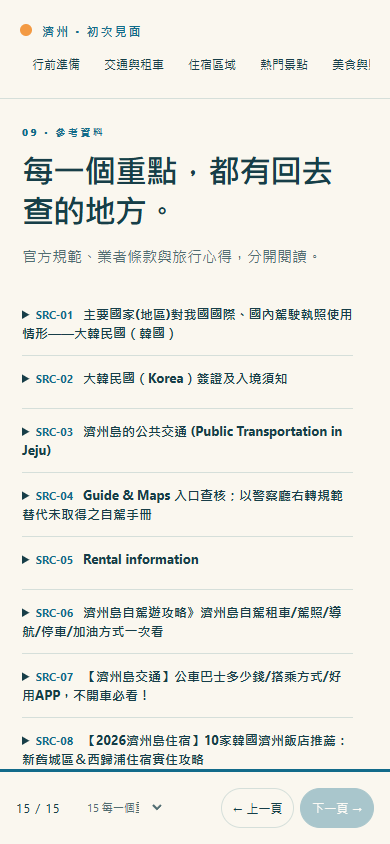 濟州・初次見面
行前準備 交通與租車 住宿區域 熱門景點 美食與
09・參考資料
每一個重點，都有回去
查的地方。
官方規範、業者條款與旅行心得，分開閱讀。
▶ SRC-01 主要國家(地區)對我國國際、國內駕駛執照使用
情形——大韓民國（韓國）
▶ SRC-02 大韓民國（Korea）簽證及入境須知
▶ SRC-03 濟州島的公共交通 (Public Transportation in
Jeju)
▶ SRC-04 Guide & Maps 入口查核；以警察廳右轉規範
替代未取得之自駕手冊
▶ SRC-05 Rental information
▶ SRC-06 濟州島自駕遊攻略》濟州島自駕租車/駕照/導
航/停車/加油方式一次看
▶ SRC-07 【濟州島交通】公車巴士多少錢/搭乘方式/好
用APP，不開車必看！
▶ SRC-08 【2026濟州島住宿】10家韓國濟州飯店推薦：
新舊城區＆西歸浦住宿實住攻略
15 / 15 15 每一個 ← 上一頁 下一頁 →